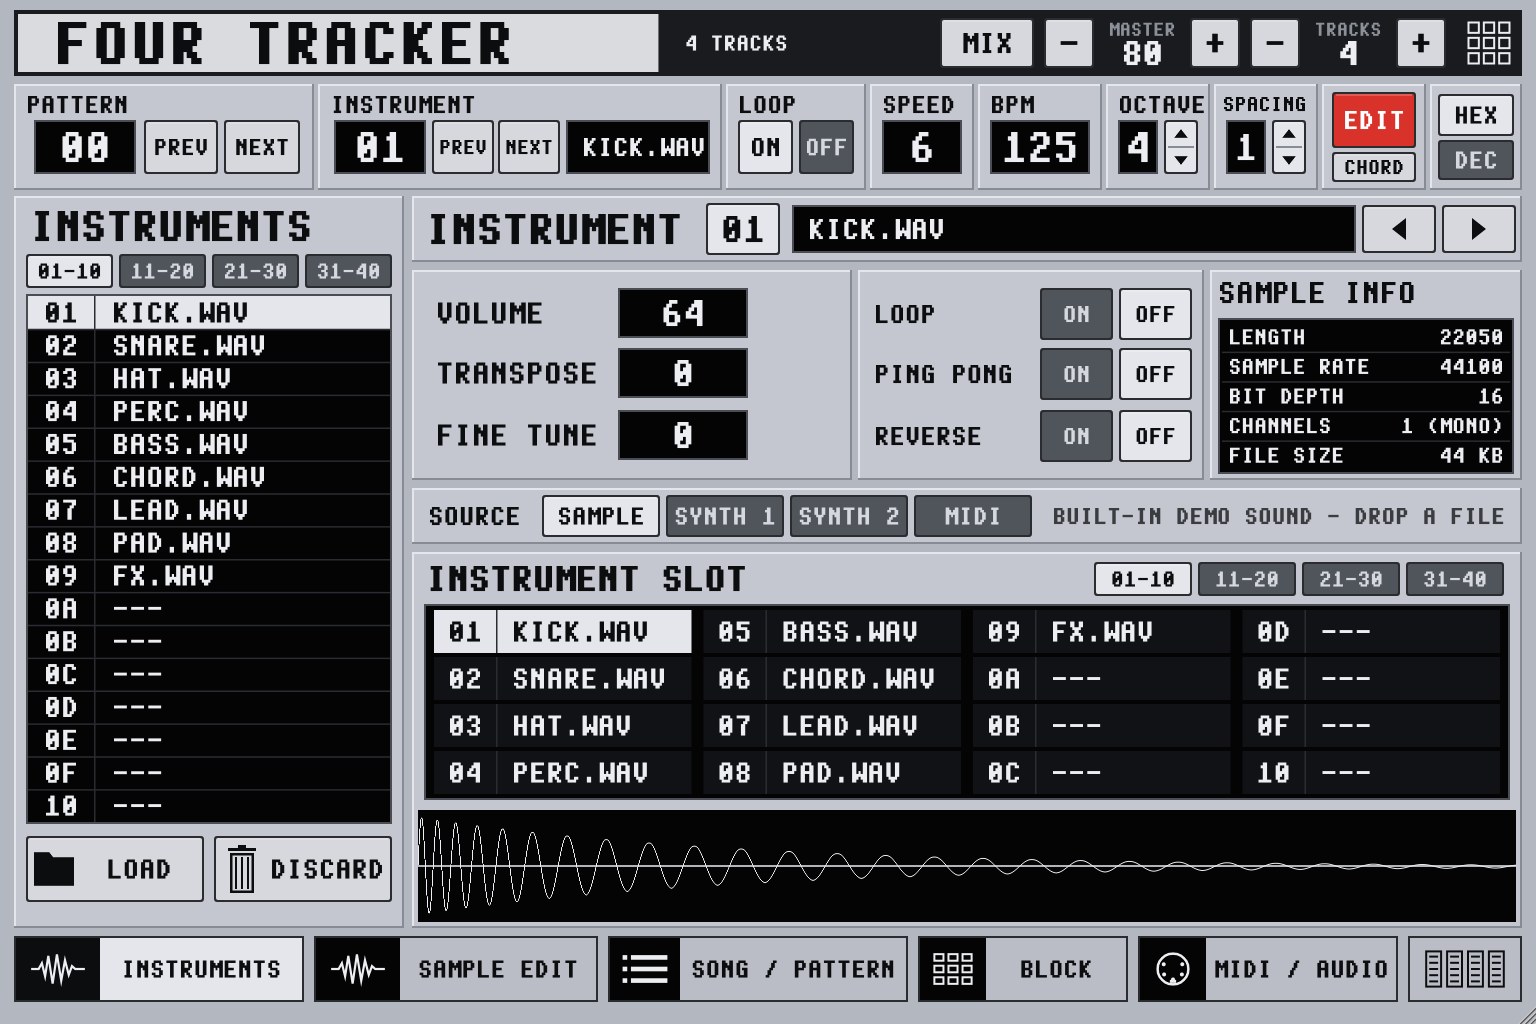 FOUR TRACKER
4 TRACKS
MIX
−
MASTER
80
+
−
TRACKS
4
+
PATTERN
00
PREV
NEXT
INSTRUMENT
01
PREV
NEXT
KICK.WAV
LOOP
ON
OFF
SPEED
6
BPM
125
OCTAVE
4
SPACING
1
EDIT
CHORD
HEX
DEC
INSTRUMENTS
01-10 11-20 21-30 31-40
01 KICK.WAV
02 SNARE.WAV
03 HAT.WAV
04 PERC.WAV
05 BASS.WAV
06 CHORD.WAV
07 LEAD.WAV
08 PAD.WAV
09 FX.WAV
0A ---
0B ---
0C ---
0D ---
0E ---
0F ---
10 ---
LOAD
DISCARD
INSTRUMENT 01 KICK.WAV
VOLUME 64
TRANSPOSE 0
FINE TUNE 0
LOOP ON OFF
PING PONG ON OFF
REVERSE ON OFF
SAMPLE INFO
LENGTH 22050
SAMPLE RATE 44100
BIT DEPTH 16
CHANNELS 1 (MONO)
FILE SIZE 44 KB
SOURCE SAMPLE SYNTH 1 SYNTH 2 MIDI BUILT-IN DEMO SOUND - DROP A FILE
INSTRUMENT SLOT 01-10 11-20 21-30 31-40
01 KICK.WAV 05 BASS.WAV 09 FX.WAV 0D ---
02 SNARE.WAV 06 CHORD.WAV 0A --- 0E ---
03 HAT.WAV 07 LEAD.WAV 0B --- 0F ---
04 PERC.WAV 08 PAD.WAV 0C --- 10 ---
INSTRUMENTS
SAMPLE EDIT
SONG / PATTERN
BLOCK
MIDI / AUDIO